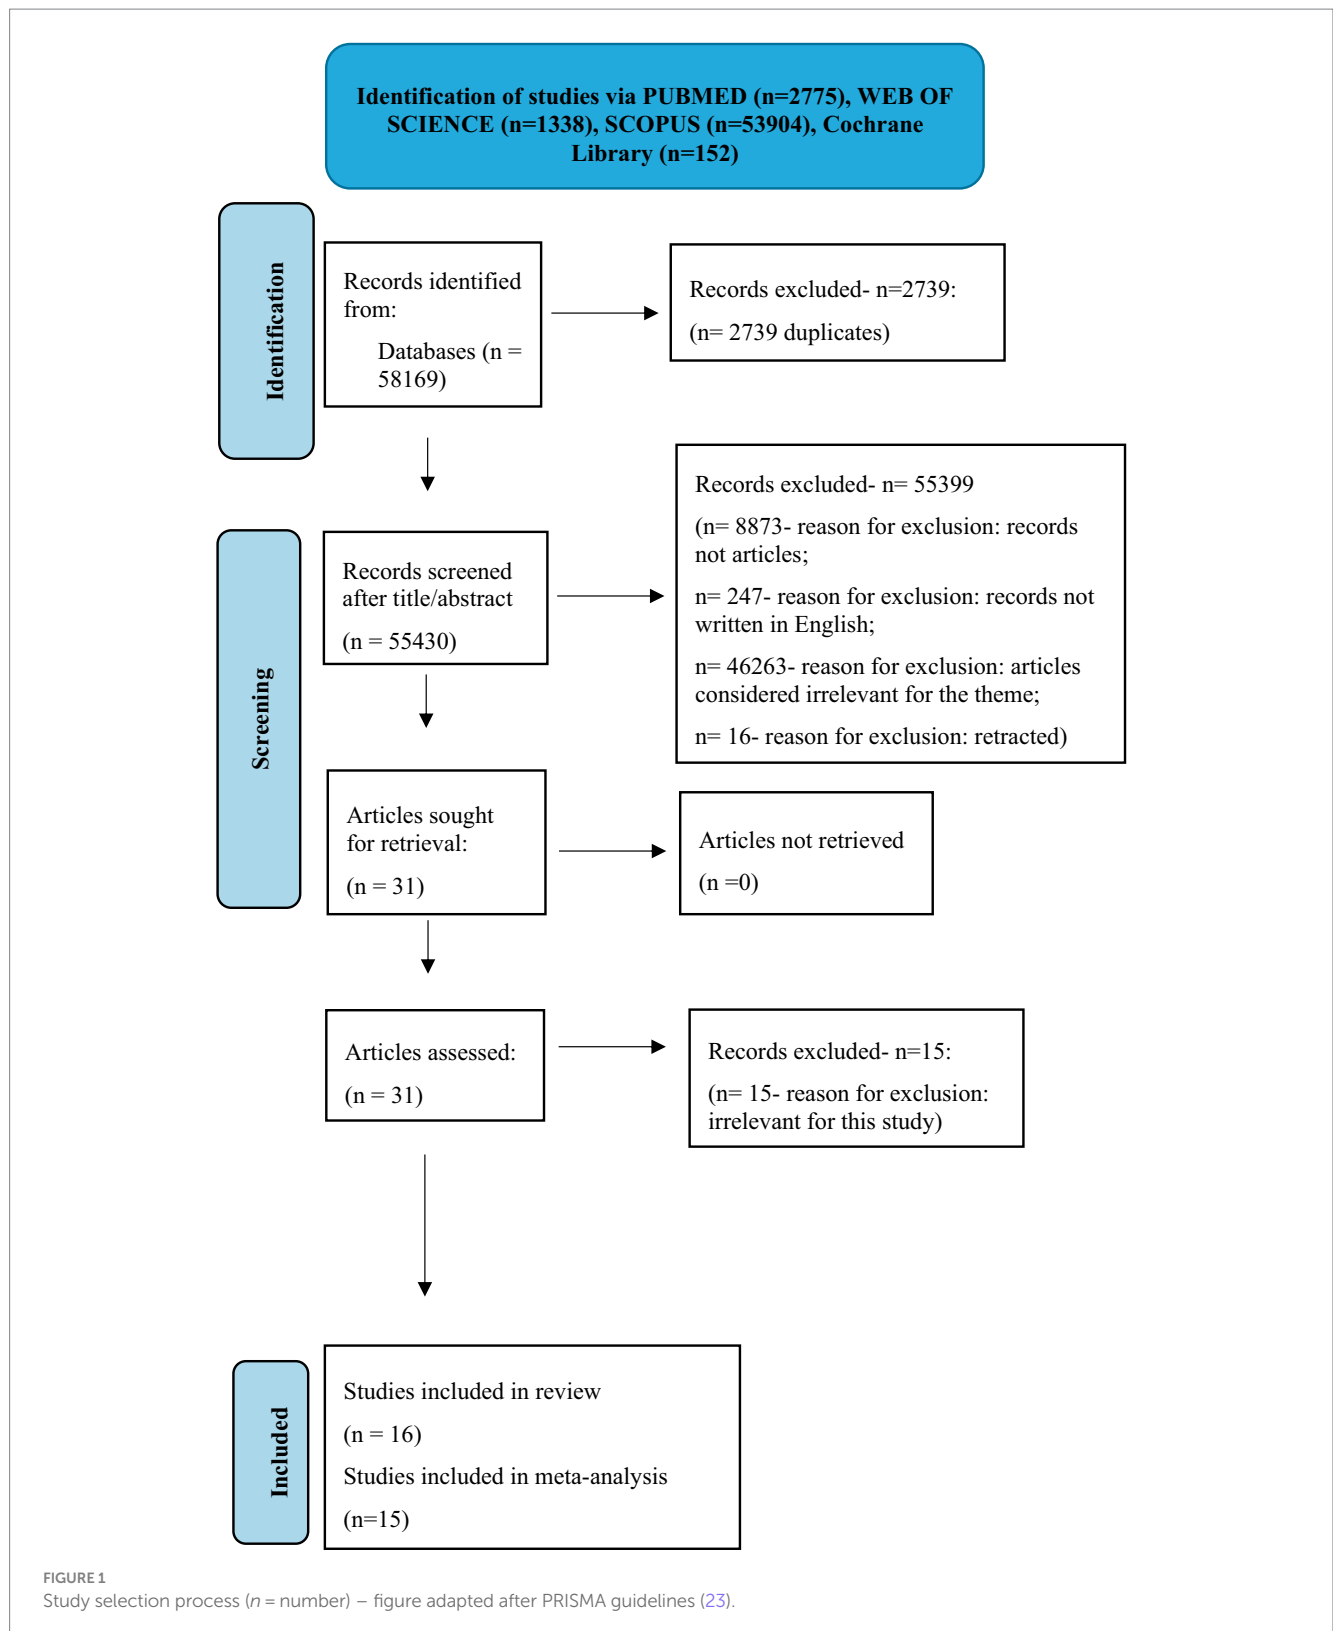 Identification of studies via PUBMED (n=2775), WEB OF
SCIENCE (n=1338), SCOPUS (n=53904), Cochrane
Library (n=152)
Identification
Records identified
from:
Databases (n =
58169)
Records excluded- n=2739:
(n= 2739 duplicates)
Screening
Records screened
after title/abstract
(n = 55430)
Records excluded- n= 55399
(n= 8873- reason for exclusion: records
not articles;
n= 247- reason for exclusion: records not
written in English;
n= 46263- reason for exclusion: articles
considered irrelevant for the theme;
n= 16- reason for exclusion: retracted)
Articles sought
for retrieval:
(n = 31)
Articles not retrieved
(n =0)
Articles assessed:
(n = 31)
Records excluded- n=15:
(n= 15- reason for exclusion:
irrelevant for this study)
Included
Studies included in review
(n = 16)
Studies included in meta-analysis
(n=15)
FIGURE 1
Study selection process (n = number) – figure adapted after PRISMA guidelines (23).